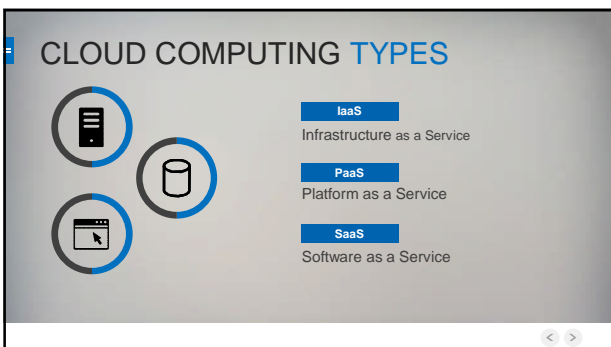 CLOUD COMPUTING TYPES
IaaS
Infrastructure as a Service
PaaS
Platform as a Service
SaaS
Software as a Service